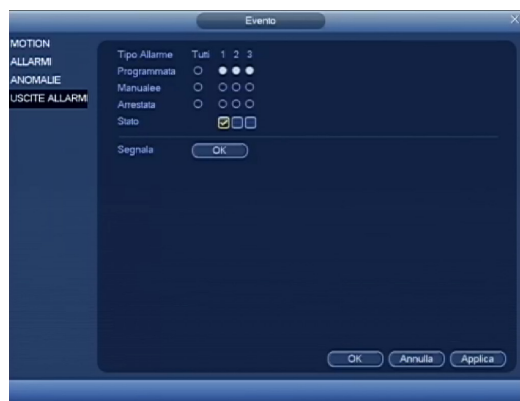 Evento
MOTION
ALLARMI
ANOMALIE
USCITE ALLARMI
Tipo Allarme Tutti 1 2 3
Programmata
Manualee
Arrestata
Stato
Segnala OK
OK Annulla Applica